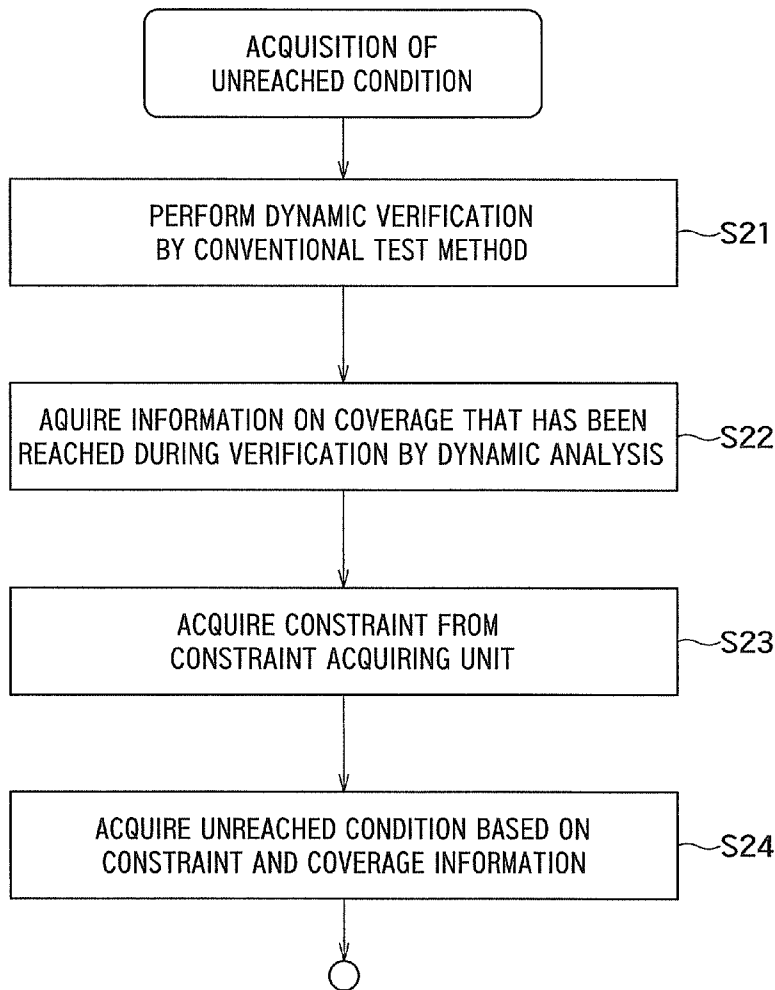 ACQUISITION OF
UNREACHED CONDITION
PERFORM DYNAMIC VERIFICATION
BY CONVENTIONAL TEST METHOD
S21
AQUIRE INFORMATION ON COVERAGE THAT HAS BEEN
REACHED DURING VERIFICATION BY DYNAMIC ANALYSIS
S22
ACQUIRE CONSTRAINT FROM
CONSTRAINT ACQUIRING UNIT
S23
ACQUIRE UNREACHED CONDITION BASED ON
CONSTRAINT AND COVERAGE INFORMATION
S24